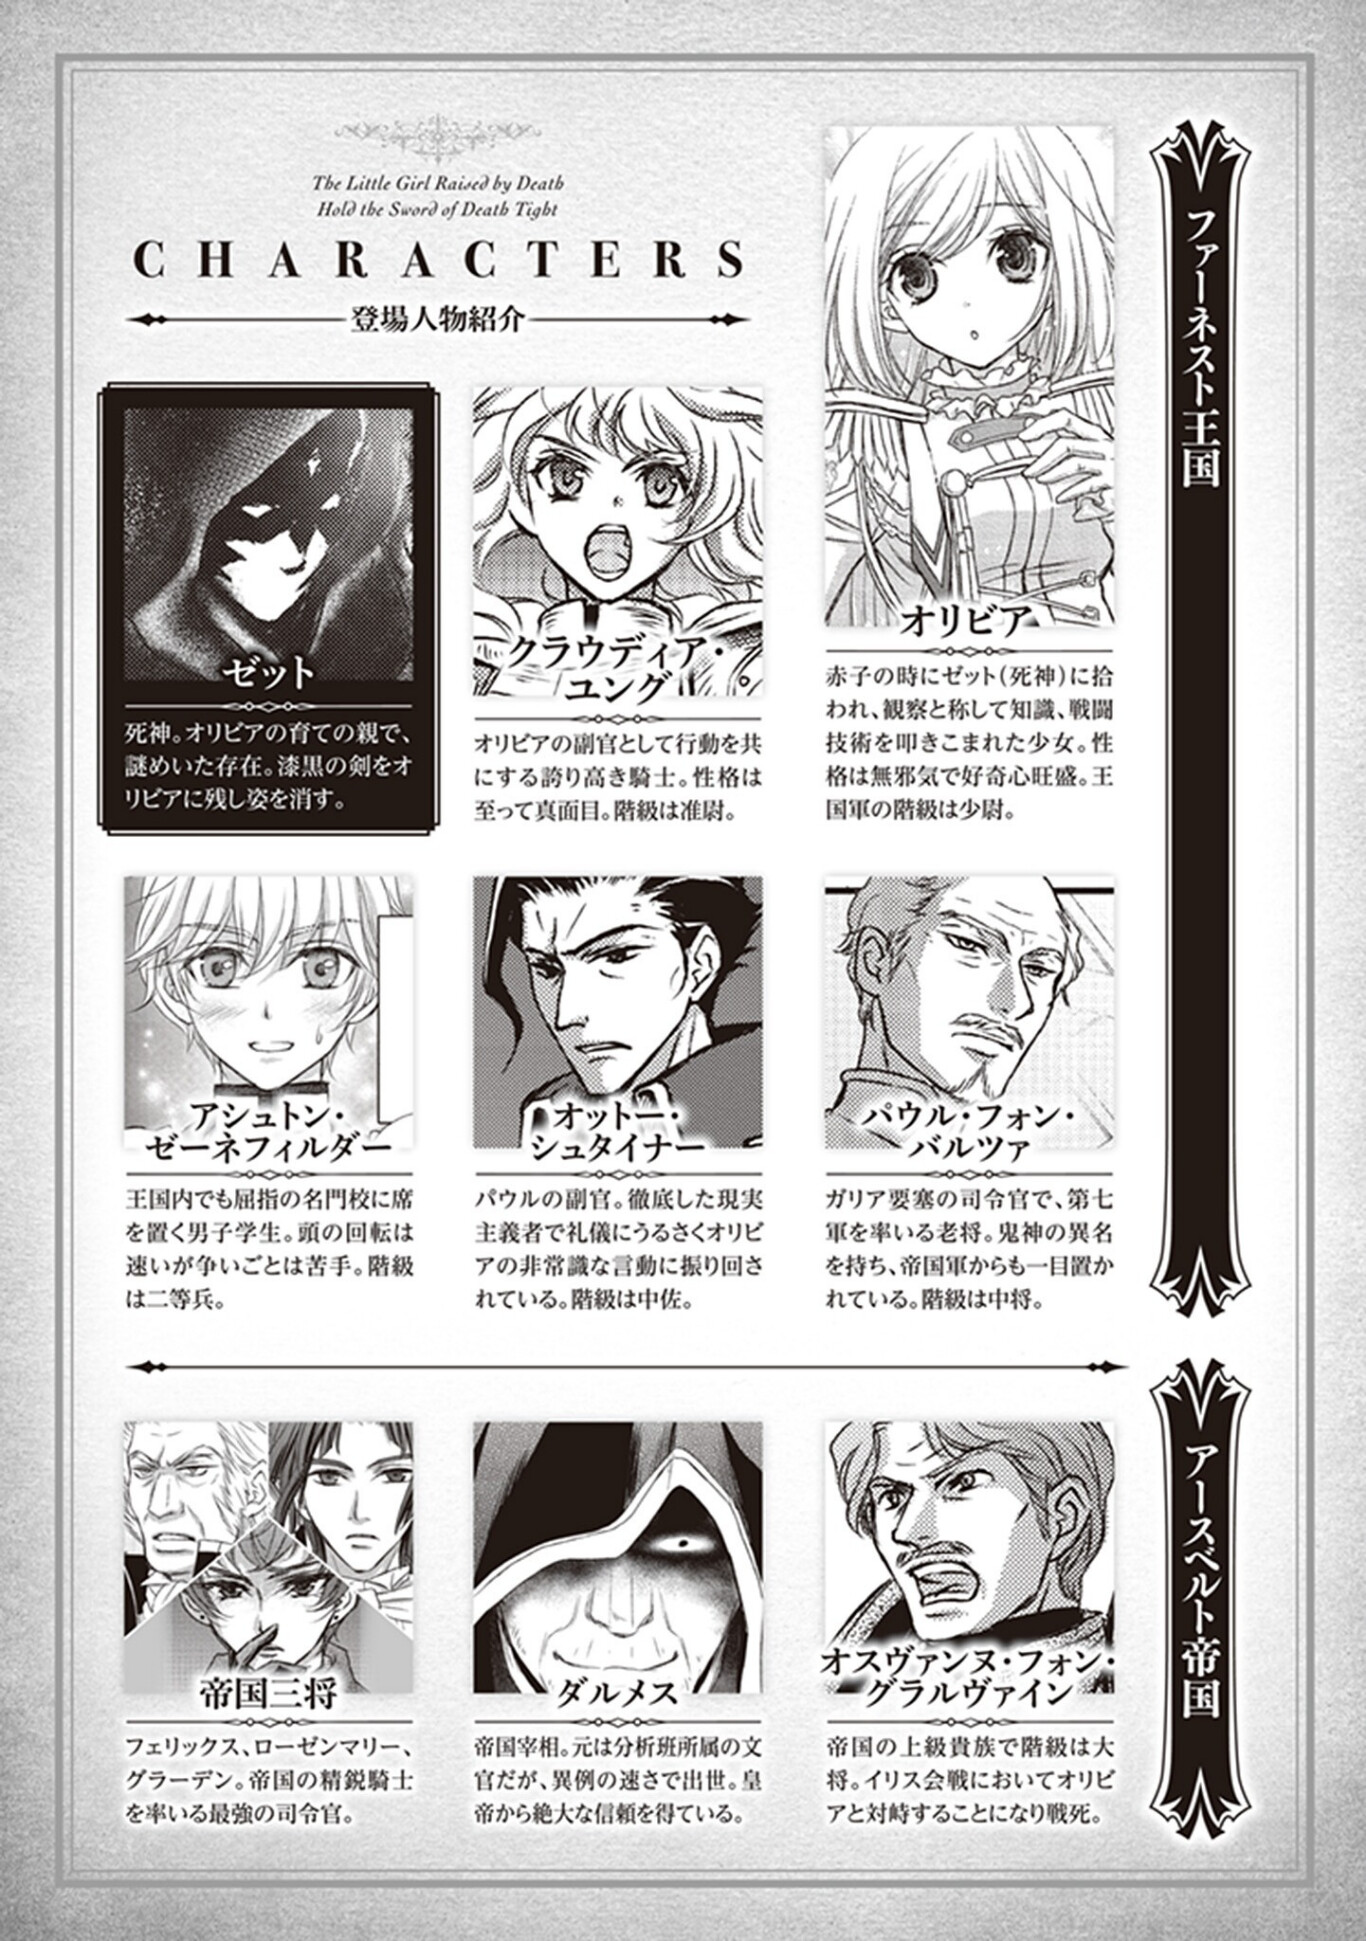 The Little Girl Raised by Death
Hold the Sword of Death Tight
CHARACTERS
登場人物紹介
ファーネスト王国
オリビア
赤子の時にゼット(死神)に拾
われ、観察と称して知識、戦闘
技術を叩きこまれた少女。性
格は無邪気で好奇心旺盛。王
国軍の階級は少尉。
クラウディア・
ユング
オリビアの副官として行動を共
にする誇り高き騎士。性格は
至って真面目。階級は准尉。
ゼット
死神。オリビアの育ての親で、
謎めいた存在。漆黒の剣をオ
リビアに残し姿を消す。
パウル・フォン・
バルツァ
ガリア要塞の司令官で、第七
軍を率いる老将。鬼神の異名
を持ち、帝国軍からも一目置か
れている。階級は中将。
オットー・
シュタイナー
パウルの副官。徹底した現実
主義者で礼儀にうるさくオリビ
アの非常識な言動に振り回さ
れている。階級は中佐。
アシュトン・
ゼーネフィルダー
王国内でも屈指の名門校に席
を置く男子学生。頭の回転は
速いが争いごとは苦手。階級
は二等兵。
アースベルト帝国
オスヴァンヌ・フォン・
グラルヴァイン
帝国の上級貴族で階級は大
将。イリス会戦においてオリビ
アと対峙することになり戦死。
ダルメス
帝国宰相。元は分析班所属の文
官だが、異例の速さで出世。皇
帝から絶大な信頼を得ている。
帝国三将
フェリックス、ローゼンマリー、
グラーデン。帝国の精鋭騎士
を率いる最強の司令官。